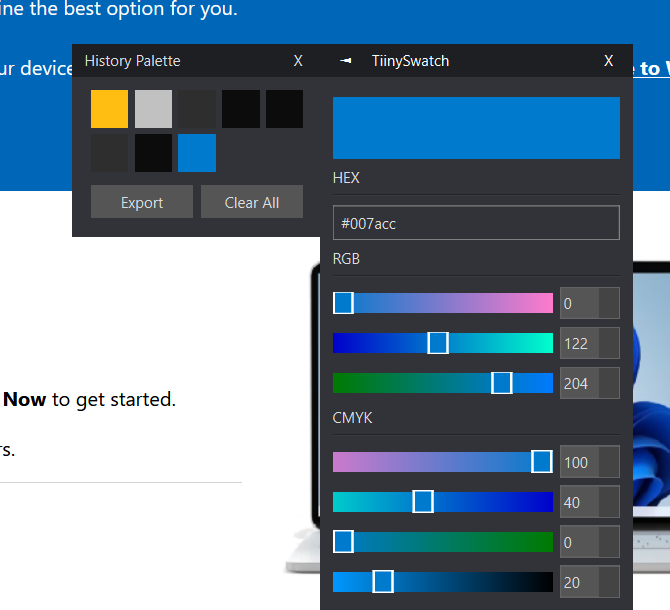 ine the best option for you.
ur device
e to W
History Palette X
TiinySwatch X
HEX
#007acc
Export Clear All
RGB
0
122
204
Now to get started.
CMYK
rs.
100
40
0
20